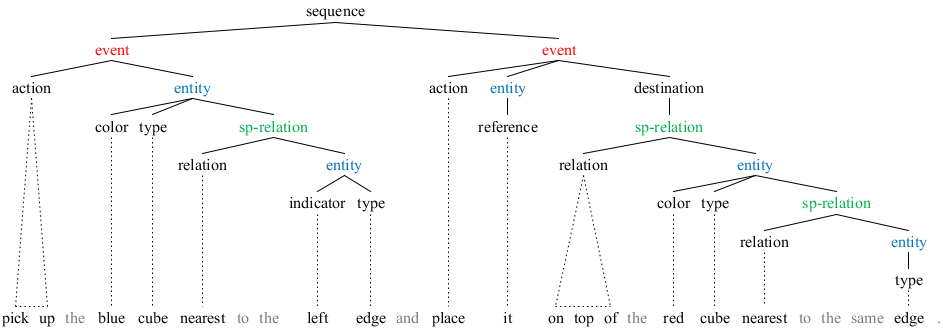 sequence
event event
action entity action entity destination
color type sp-relation reference sp-relation
relation entity relation entity
indicator type color type sp-relation
relation entity
type
pick up the blue cube nearest to the left edge and place it on top of the red cube nearest to the same edge